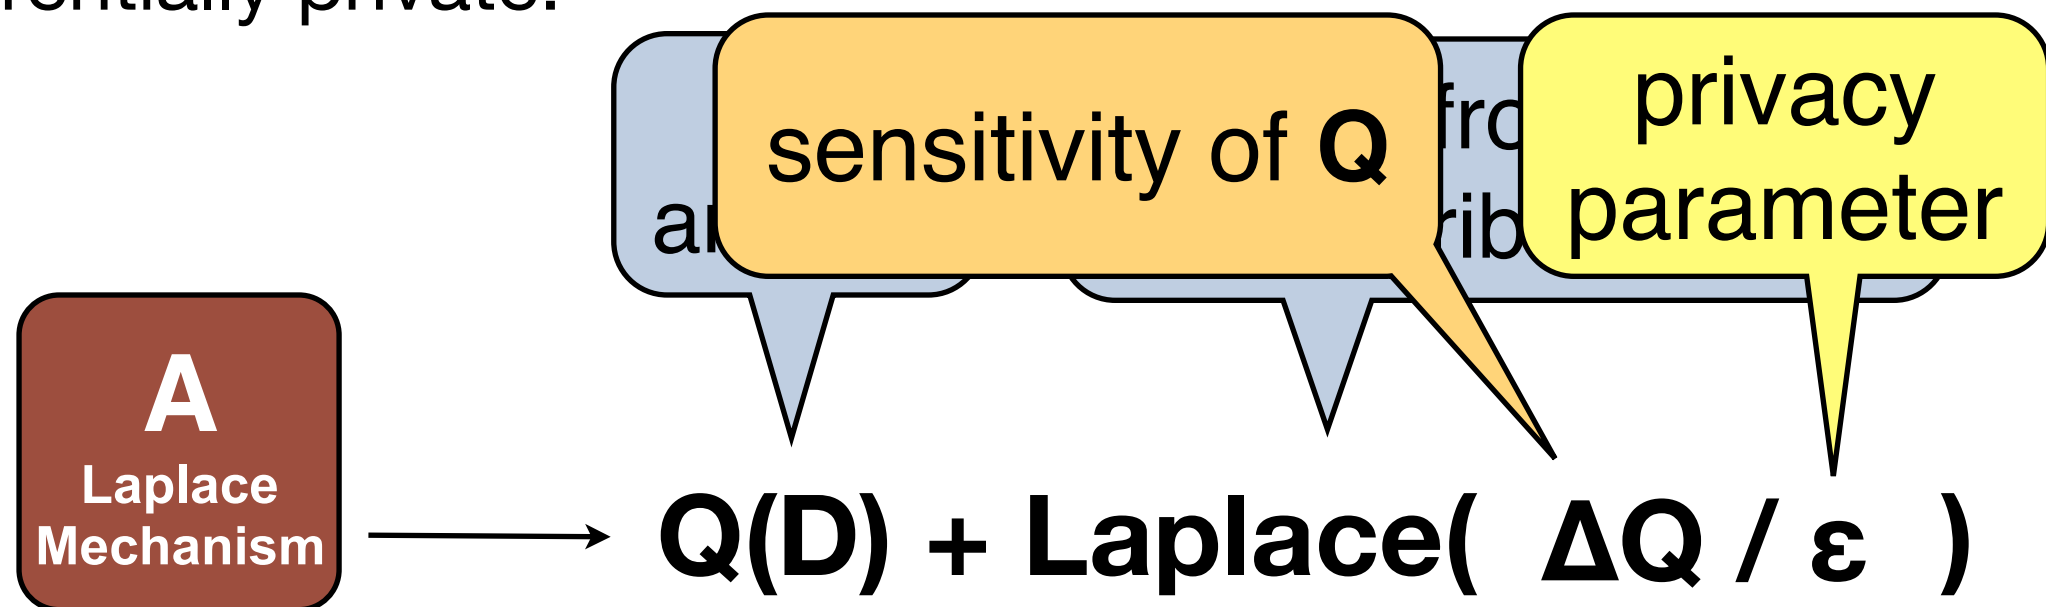 sensitivity of Q
privacy
parameter
A
Laplace
Mechanism
Q(D) + Laplace( ΔQ / ε )